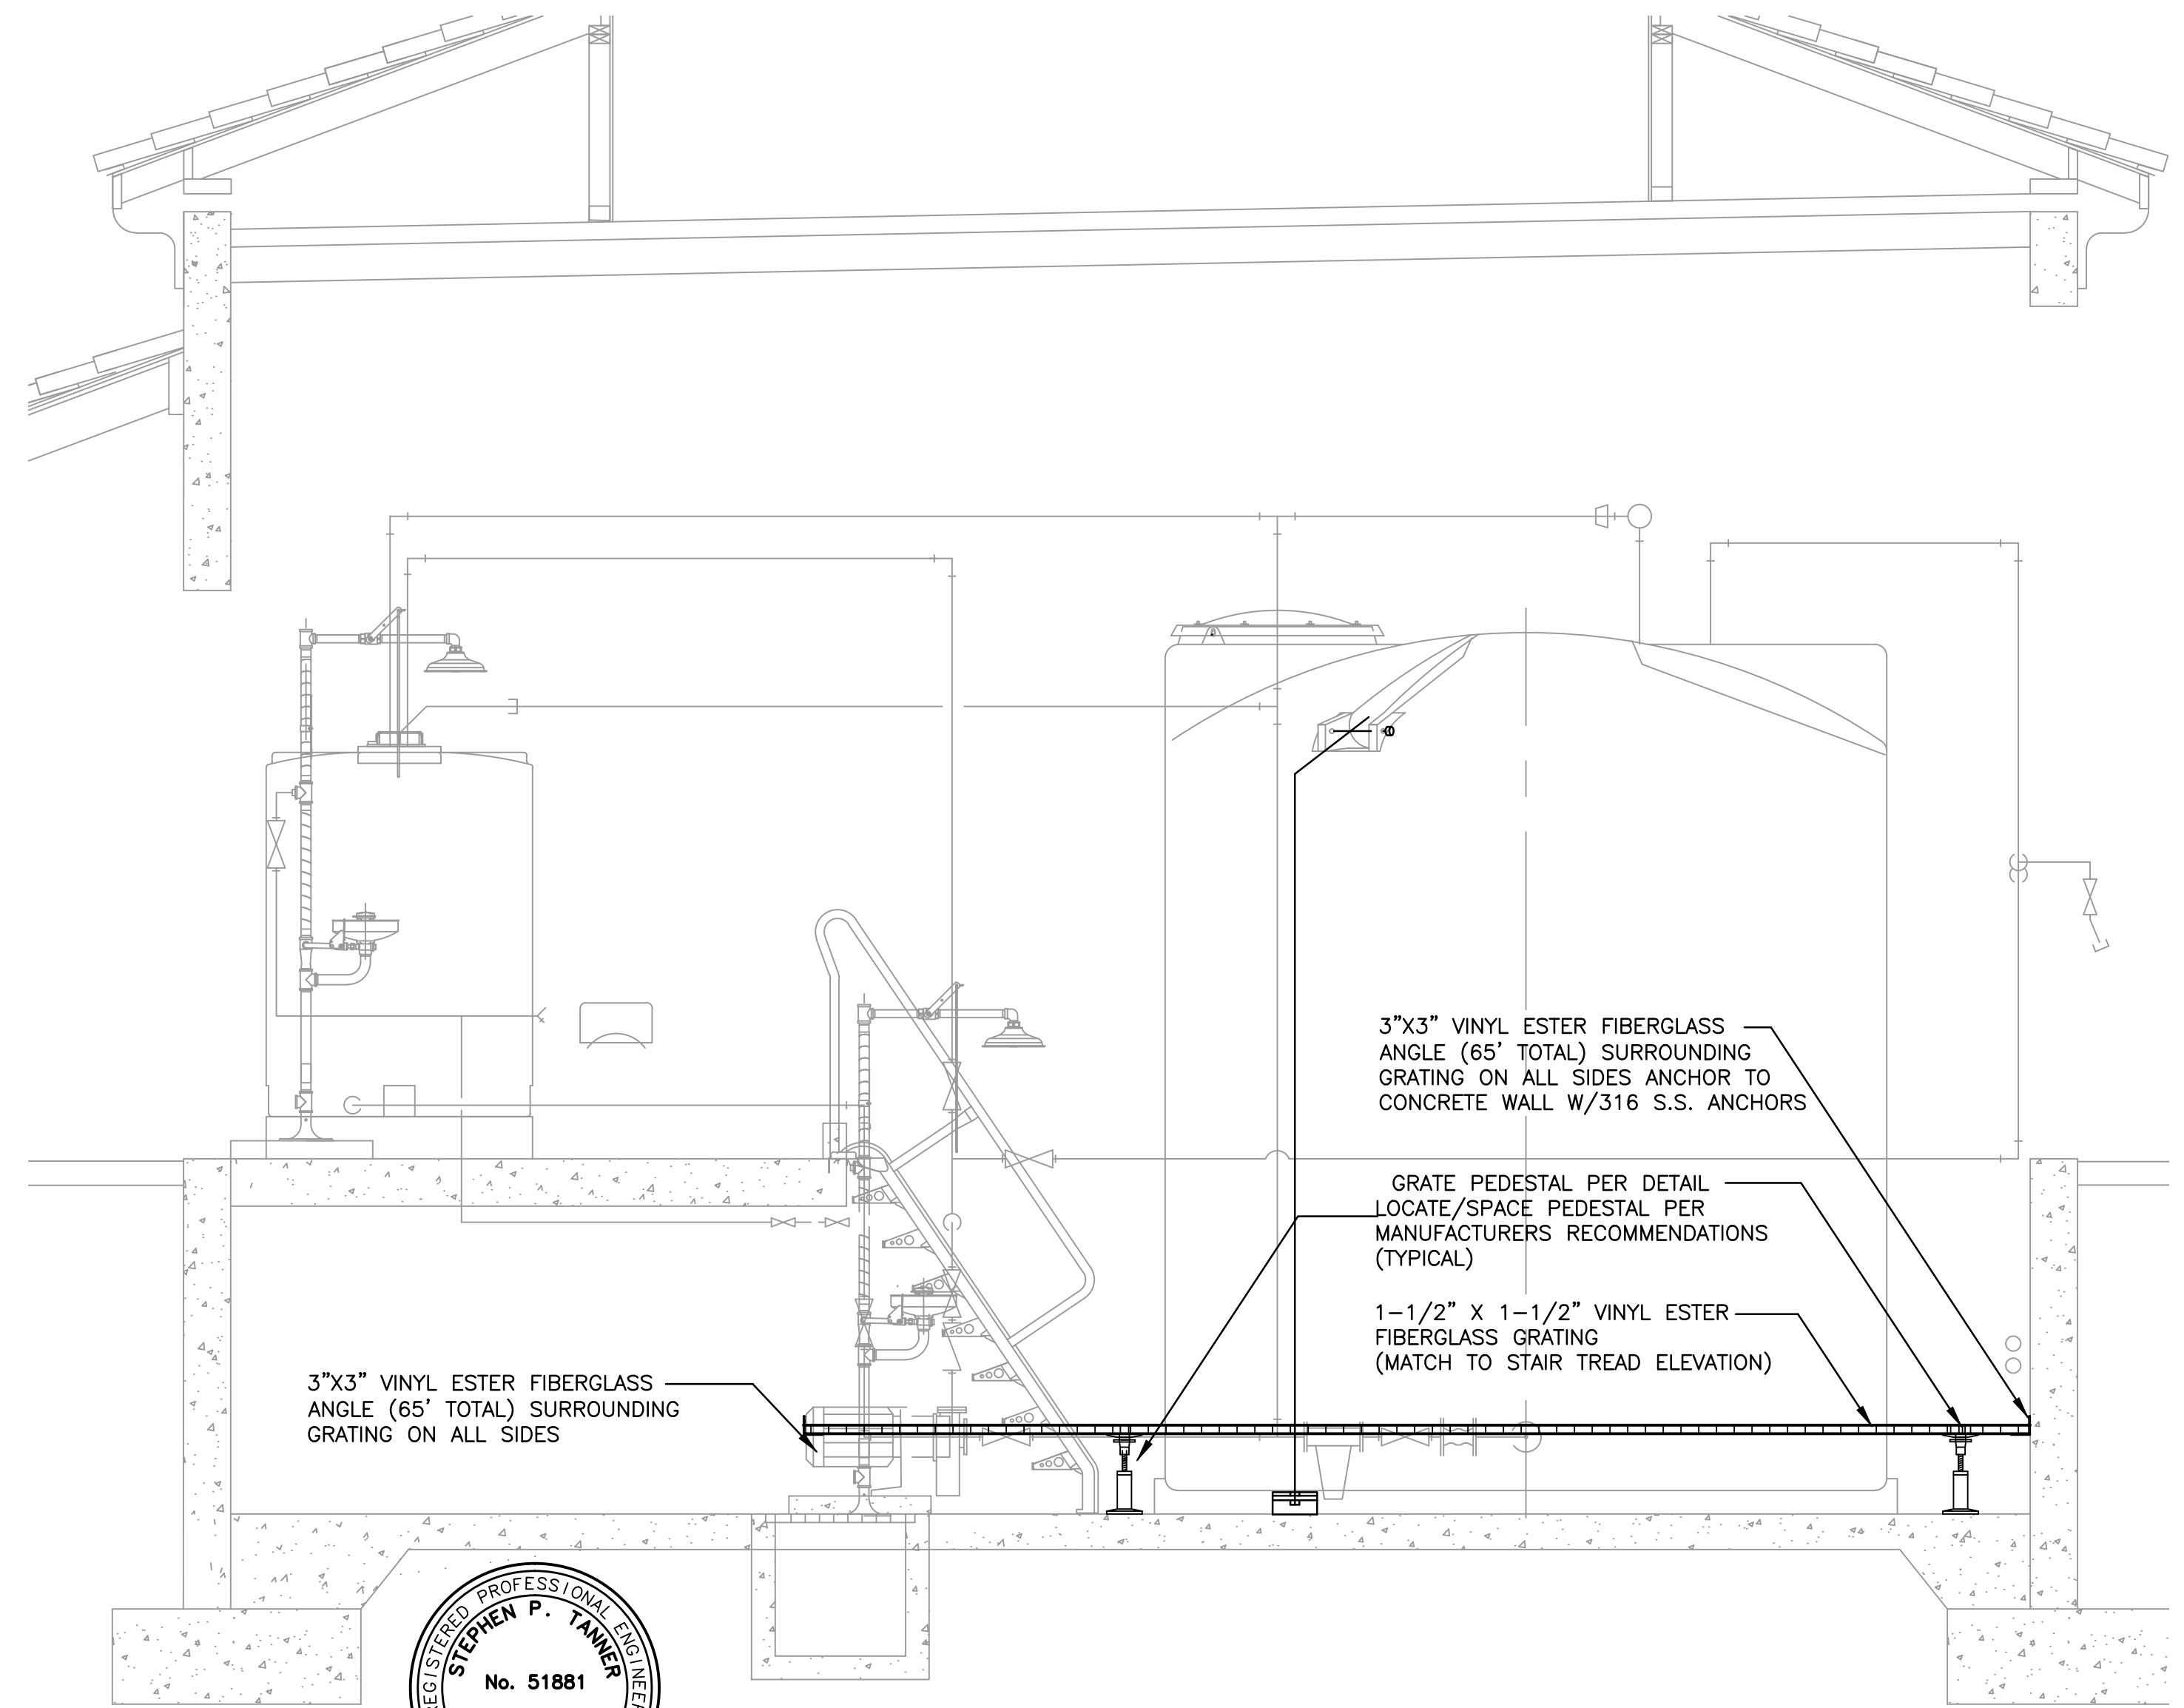 3"X3" VINYL ESTER FIBERGLASS
ANGLE (65' TOTAL) SURROUNDING
GRATING ON ALL SIDES ANCHOR TO
CONCRETE WALL W/316 S.S. ANCHORS
GRATE PEDESTAL PER DETAIL
LOCATE/SPACE PEDESTAL PER
MANUFACTURERS RECOMMENDATIONS
(TYPICAL)
1-1/2" X 1-1/2" VINYL ESTER
FIBERGLASS GRATING
(MATCH TO STAIR TREAD ELEVATION)
3"X3" VINYL ESTER FIBERGLASS
ANGLE (65' TOTAL) SURROUNDING
GRATING ON ALL SIDES
REGISTERED PROFESSIONAL ENGINEER
STEPHEN P. TANNER
No. 51881